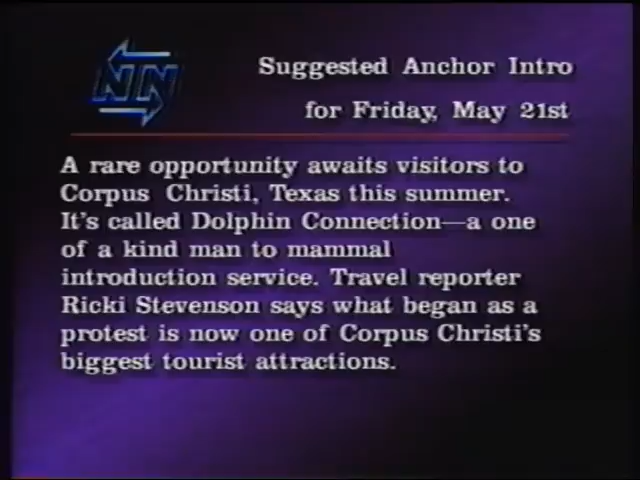 NTN
Suggested Anchor Intro
for Friday, May 21st
A rare opportunity awaits visitors to
Corpus Christi, Texas this summer.
It's called Dolphin Connection—a one
of a kind man to mammal
introduction service. Travel reporter
Ricki Stevenson says what began as a
protest is now one of Corpus Christi's
biggest tourist attractions.